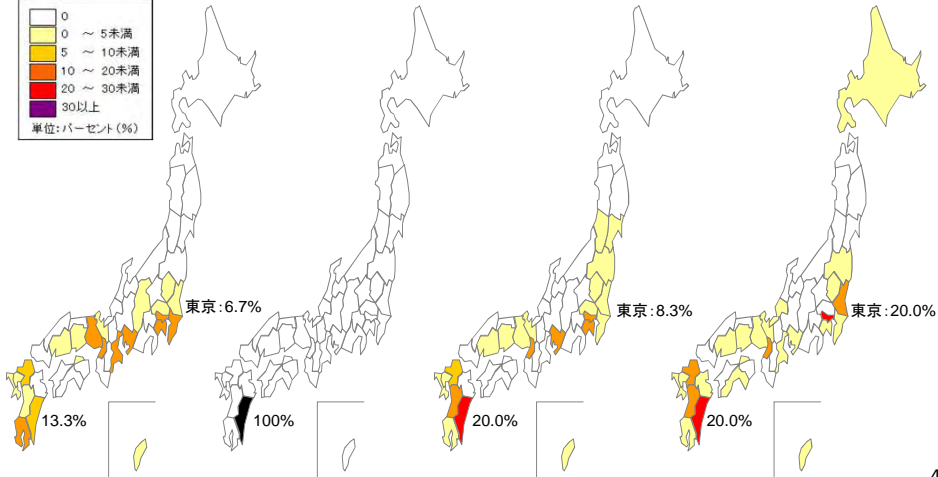 0
0 ～ 5未満
5 ～ 10未満
10 ～ 20未満
20 ～ 30未満
30以上
単位:パーセント(%)
東京:6.7%
東京:8.3%
東京:20.0%
13.3%
100%
20.0%
20.0%
4